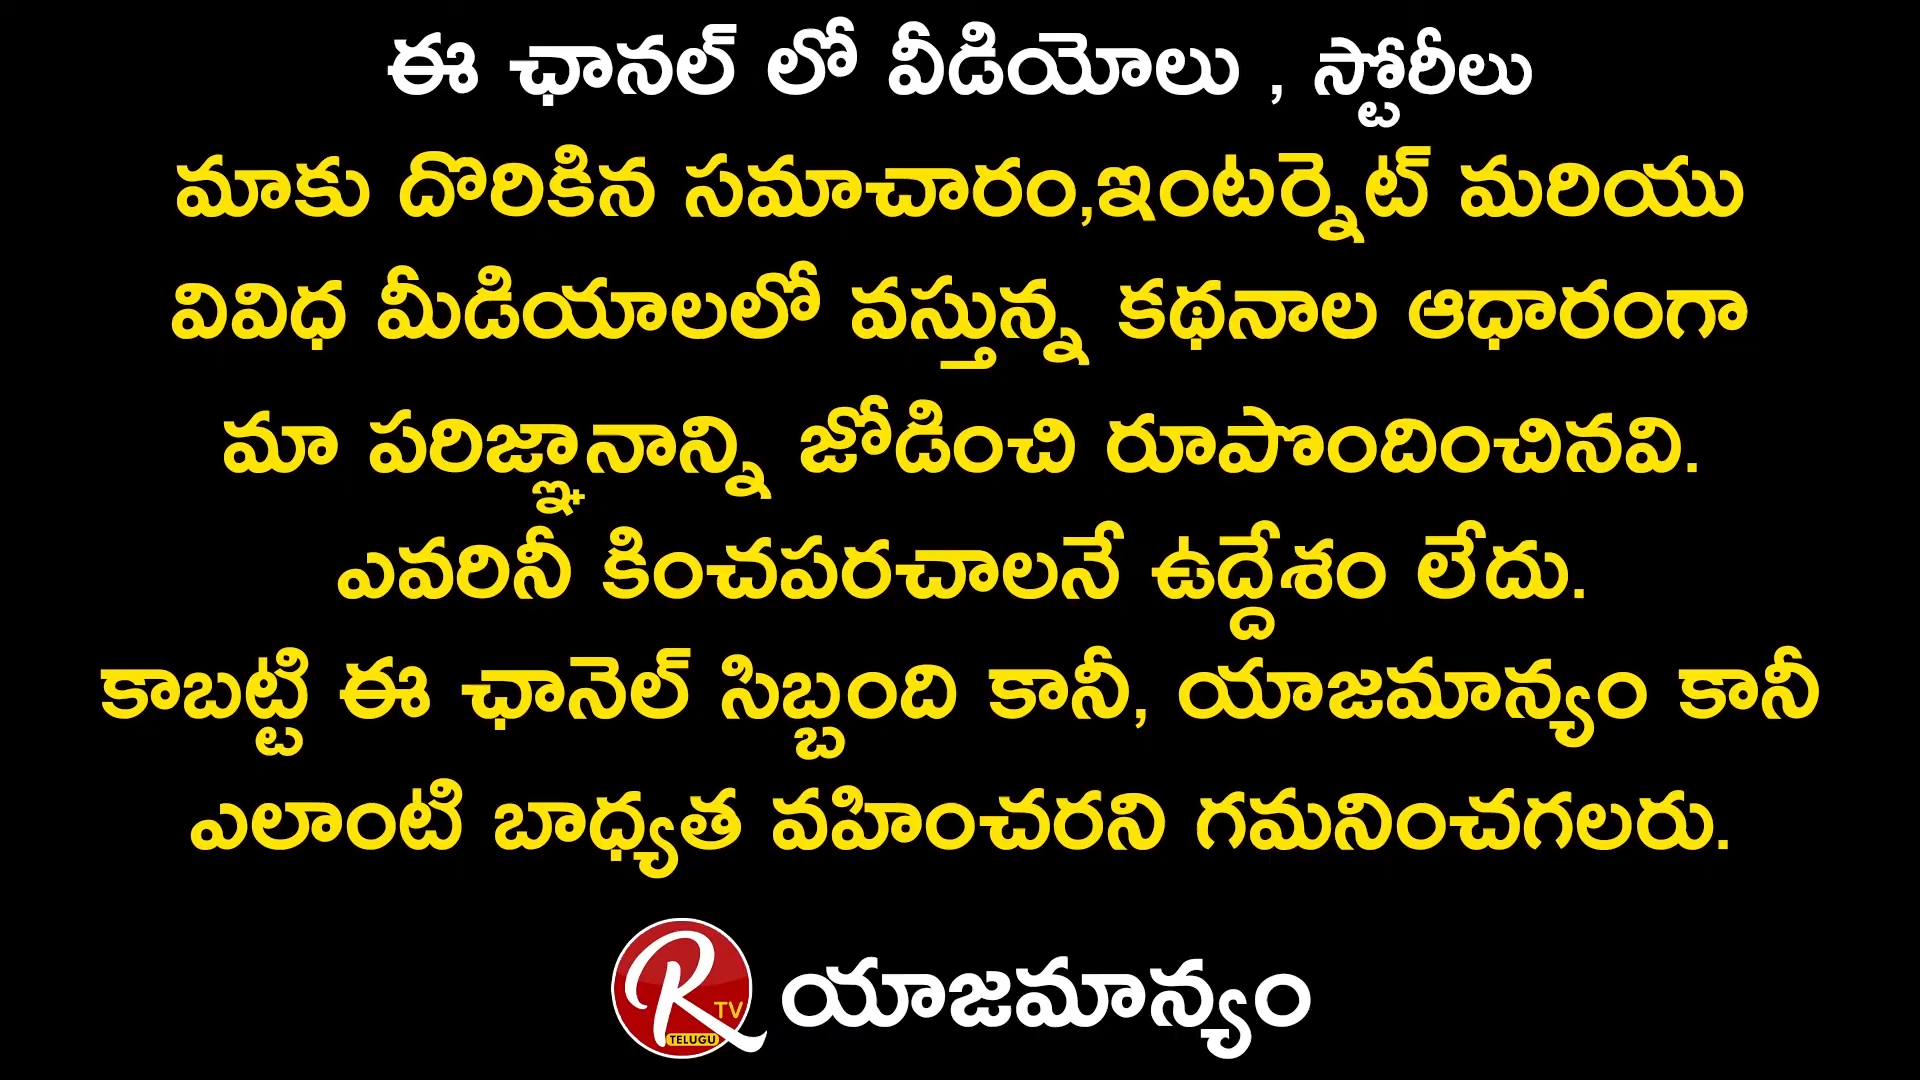 ఈ ఛానల్ లో వీడియోలు , స్టోరీలు
మాకు దొరికిన సమాచారం,ఇంటర్నెట్ మరియు
వివిధ మీడియాలలో వస్తున్న కథనాల ఆధారంగా
మా పరిజ్ఞానాన్ని జోడించి రూపొందించినవి.
ఎవరినీ కించపరచాలనే ఉద్దేశం లేదు.
కాబట్టి ఈ ఛానెల్ సిబ్బంది కానీ, యాజమాన్యం కానీ
ఎలాంటి బాధ్యత వహించరని గమనించగలరు.
R TV TELUGU యాజమాన్యం